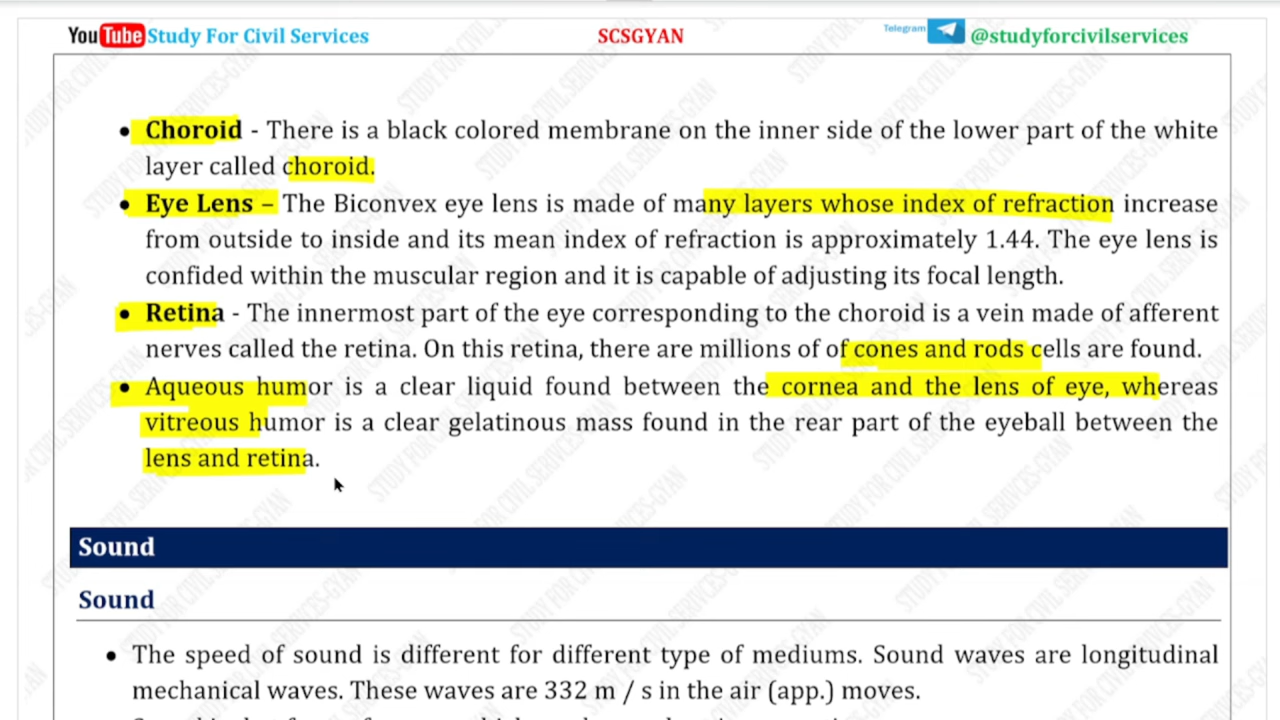 YouTube Study For Civil Services SCSGYAN Telegram @studyforcivilservices
• Choroid - There is a black colored membrane on the inner side of the lower part of the white
layer called choroid.
• Eye Lens – The Biconvex eye lens is made of many layers whose index of refraction increase
from outside to inside and its mean index of refraction is approximately 1.44. The eye lens is
confided within the muscular region and it is capable of adjusting its focal length.
• Retina - The innermost part of the eye corresponding to the choroid is a vein made of afferent
nerves called the retina. On this retina, there are millions of of cones and rods cells are found.
• Aqueous humor is a clear liquid found between the cornea and the lens of eye, whereas
vitreous humor is a clear gelatinous mass found in the rear part of the eyeball between the
lens and retina.
Sound
Sound
• The speed of sound is different for different type of mediums. Sound waves are longitudinal
mechanical waves. These waves are 332 m / s in the air (app.) moves.